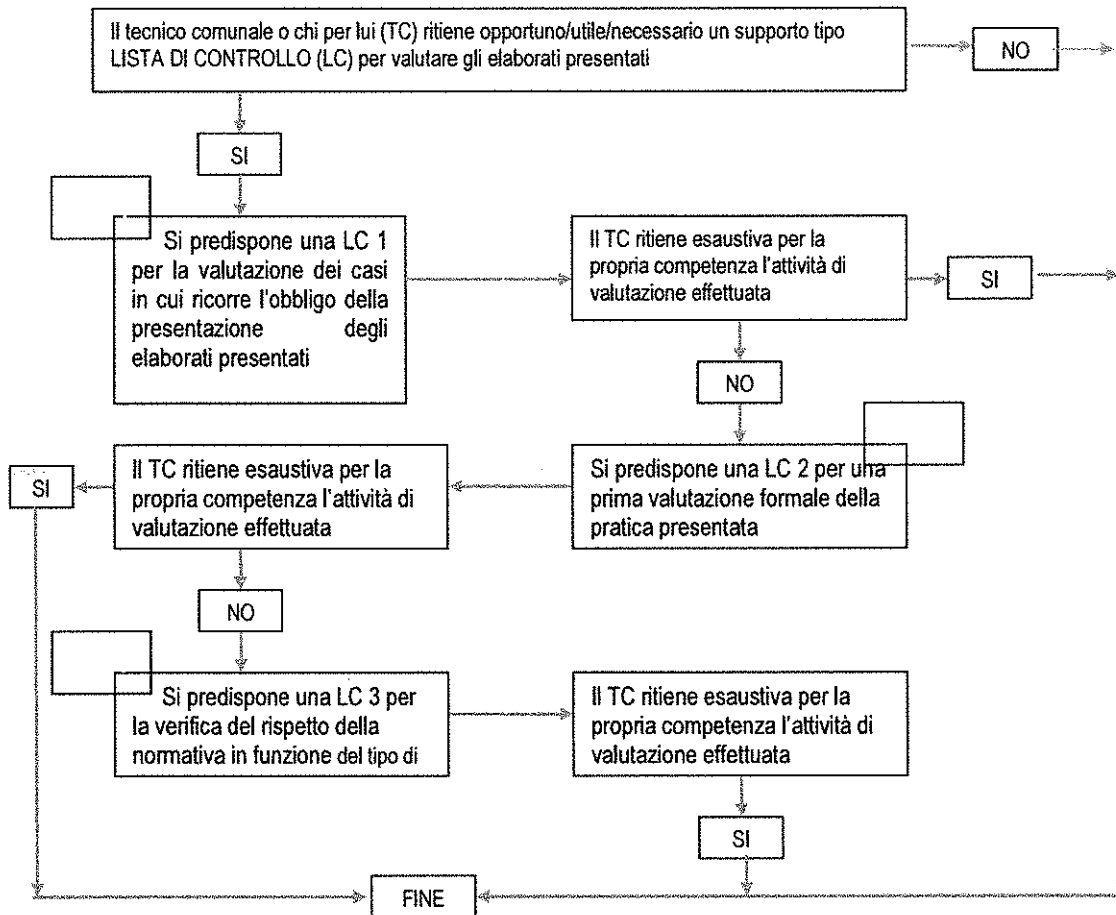 Il tecnico comunale o chi per lui (TC) ritiene opportuno/utile/necessario un supporto tipo
LISTA DI CONTROLLO (LC) per valutare gli elaborati presentati
NO
SI
Si predispone una LC 1
per la valutazione dei casi
in cui ricorre l'obbligo della
presentazione degli
elaborati presentati
Il TC ritiene esaustiva per la
propria competenza l'attività di
valutazione effettuata
SI
NO
Si predispone una LC 2 per una
prima valutazione formale della
pratica presentata
Il TC ritiene esaustiva per la
propria competenza l'attività di
valutazione effettuata
SI
NO
Si predispone una LC 3 per
la verifica del rispetto della
normativa in funzione del tipo di
Il TC ritiene esaustiva per la
propria competenza l'attività di
valutazione effettuata
SI
FINE